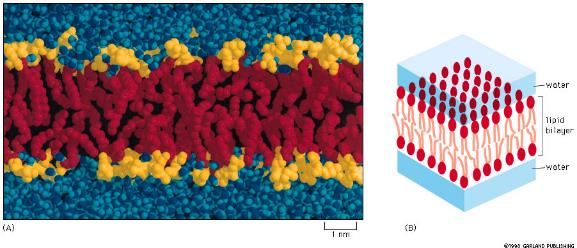 water
lipid
bilayer
water
(A)
1 nm
(B)
©1998 GARLAND PUBLISHING